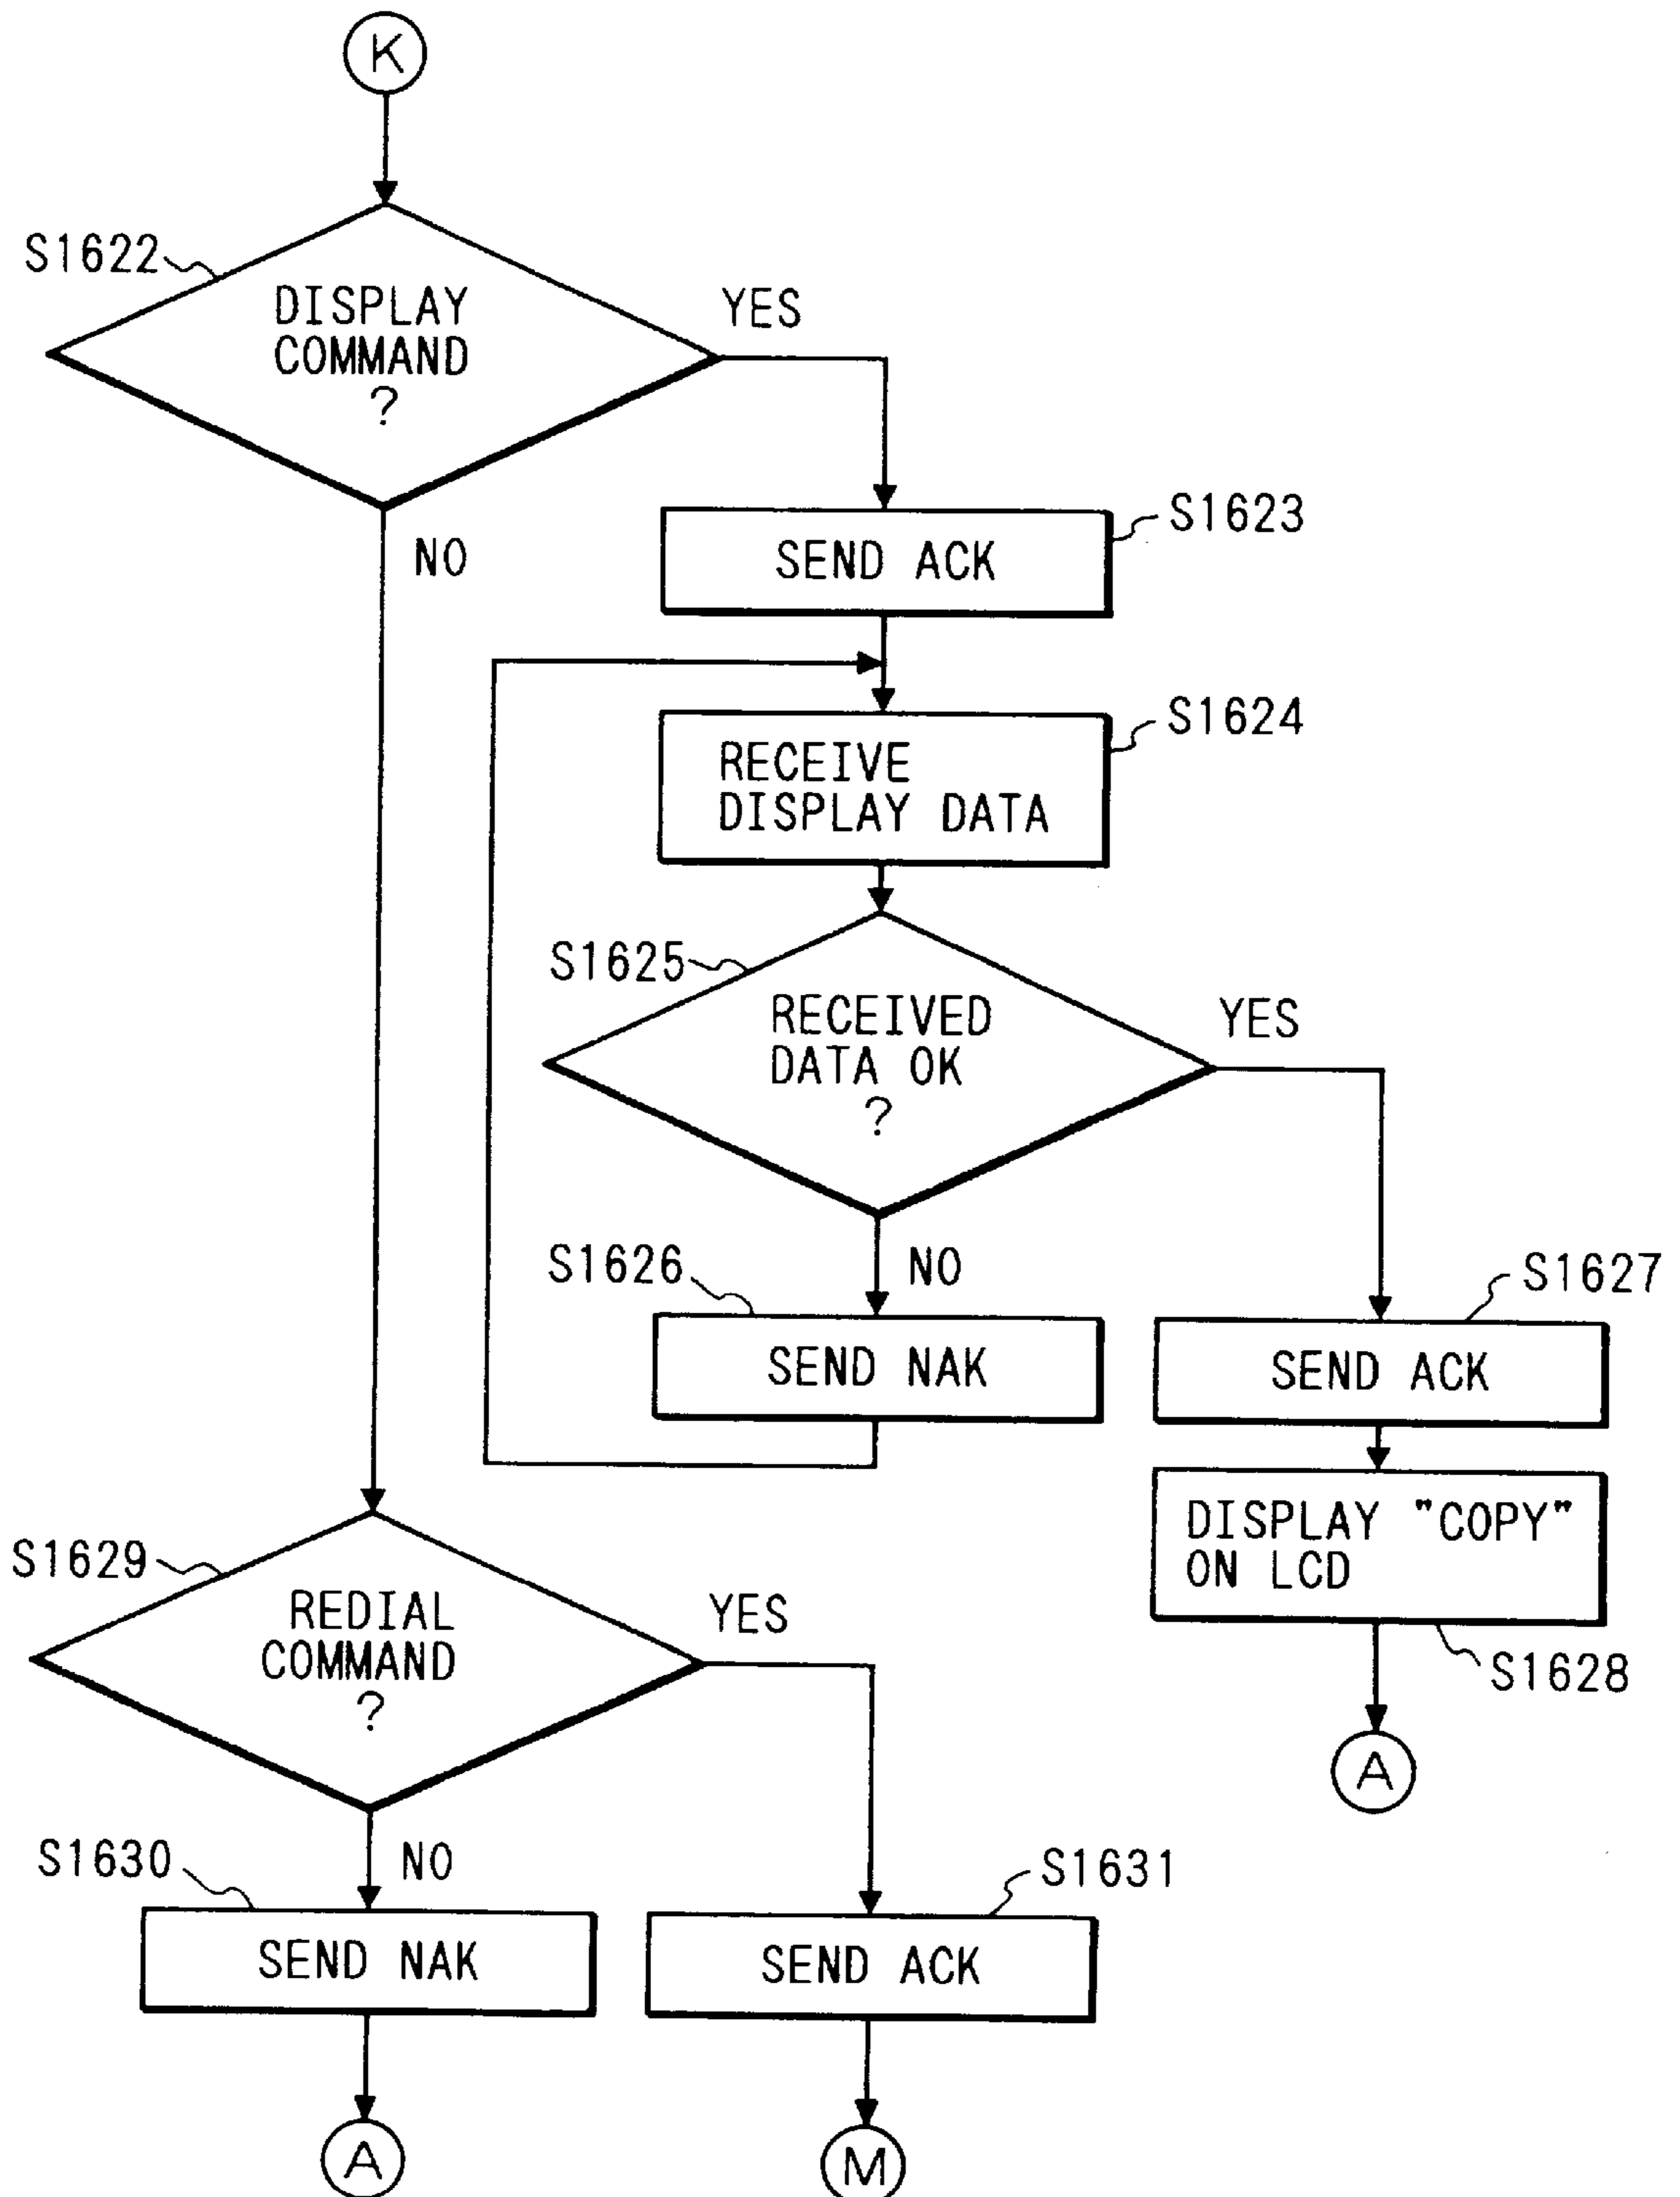 K
S1622
DISPLAY
COMMAND
?
YES
NO
S1623
SEND ACK
S1624
RECEIVE
DISPLAY DATA
S1625
RECEIVED
DATA OK
?
YES
NO
S1626
SEND NAK
S1627
SEND ACK
DISPLAY "COPY"
ON LCD
S1628
A
S1629
REDIAL
COMMAND
?
YES
NO
S1630
SEND NAK
S1631
SEND ACK
A
M